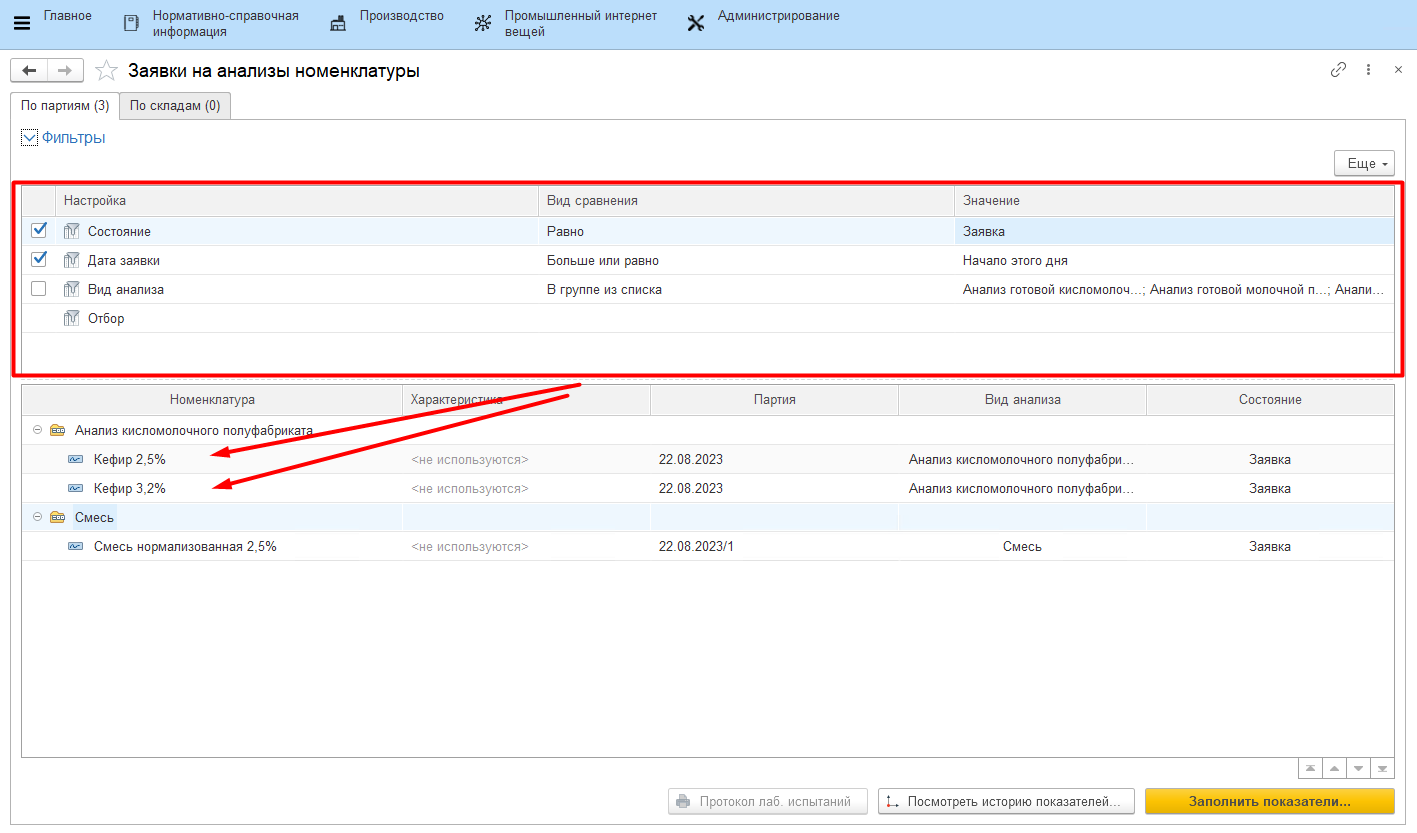 Главное
Нормативно-справочная
информация
Производство
Промышленный интернет
вещей
Администрирование
Заявки на анализы номенклатуры
По партиям (3) По складам (0)
Фильтры
Еще
Настройка Вид сравнения Значение
Состояние Равно Заявка
Дата заявки Больше или равно Начало этого дня
Вид анализа В группе из списка Анализ готовой кисломолоч...; Анализ готовой молочной п...; Анали...
Отбор
Номенклатура Характеристика Партия Вид анализа Состояние
Анализ кисломолочного полуфабриката
Кефир 2,5% <не используются> 22.08.2023 Анализ кисломолочного полуфабри... Заявка
Кефир 3,2% <не используются> 22.08.2023 Анализ кисломолочного полуфабри... Заявка
Смесь
Смесь нормализованная 2,5% <не используются> 22.08.2023/1 Смесь Заявка
Протокол лаб. испытаний Посмотреть историю показателей... Заполнить показатели...